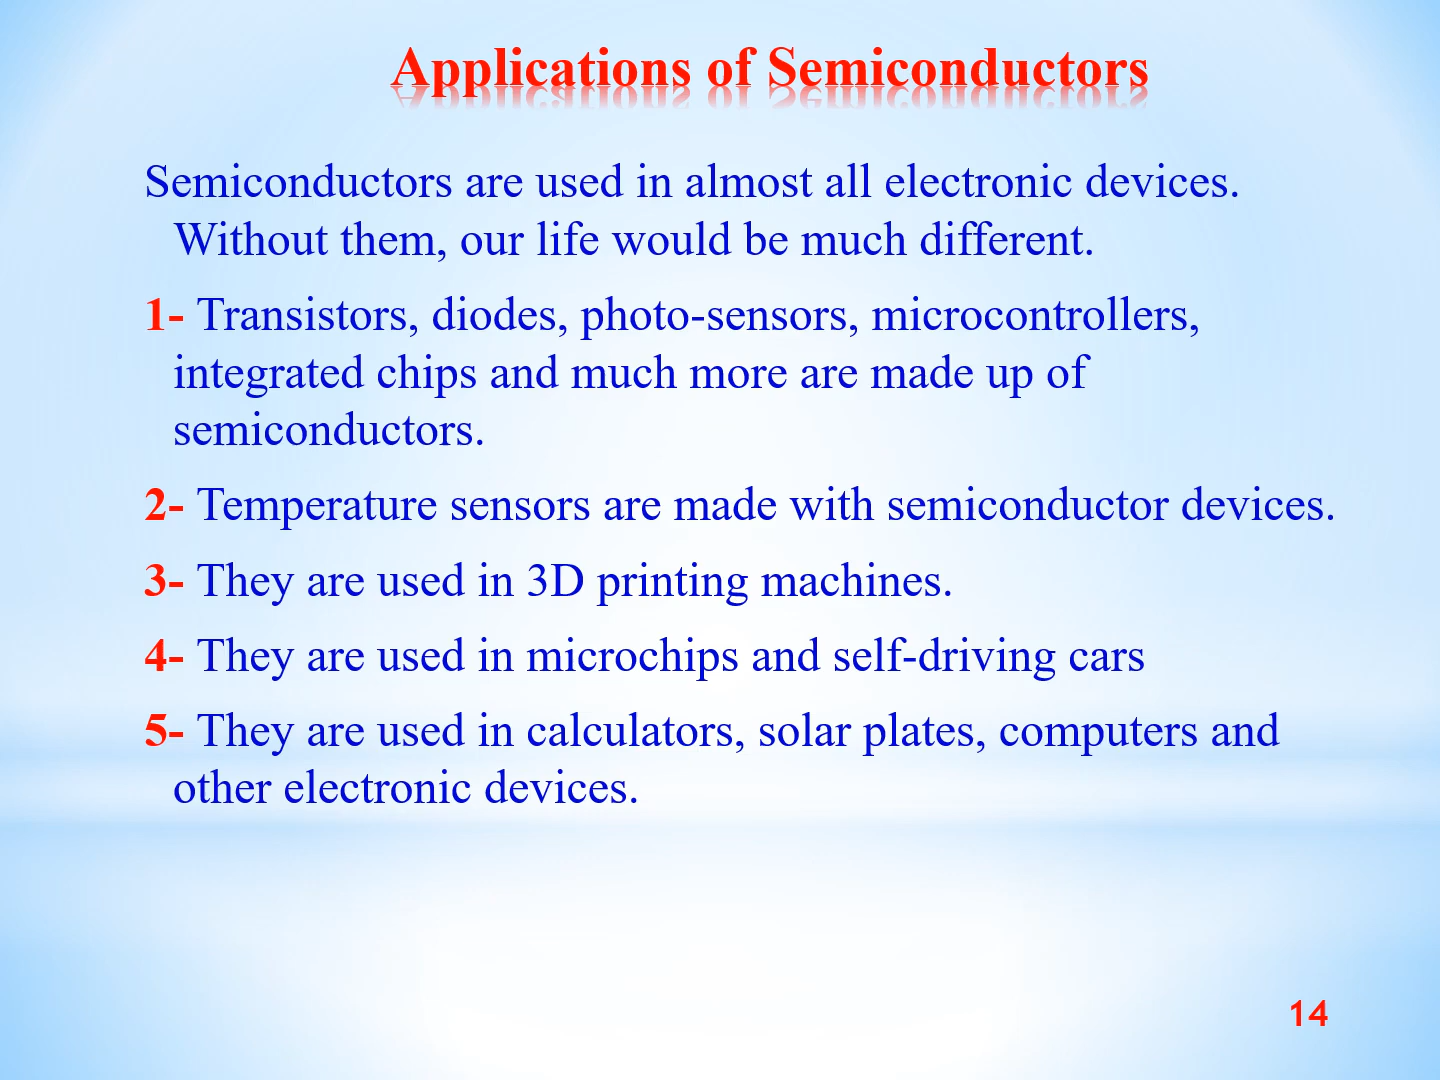 Applications of Semiconductors
Semiconductors are used in almost all electronic devices.
Without them, our life would be much different.
1- Transistors, diodes, photo-sensors, microcontrollers,
integrated chips and much more are made up of
semiconductors.
2- Temperature sensors are made with semiconductor devices.
3- They are used in 3D printing machines.
4- They are used in microchips and self-driving cars
5- They are used in calculators, solar plates, computers and
other electronic devices.
14